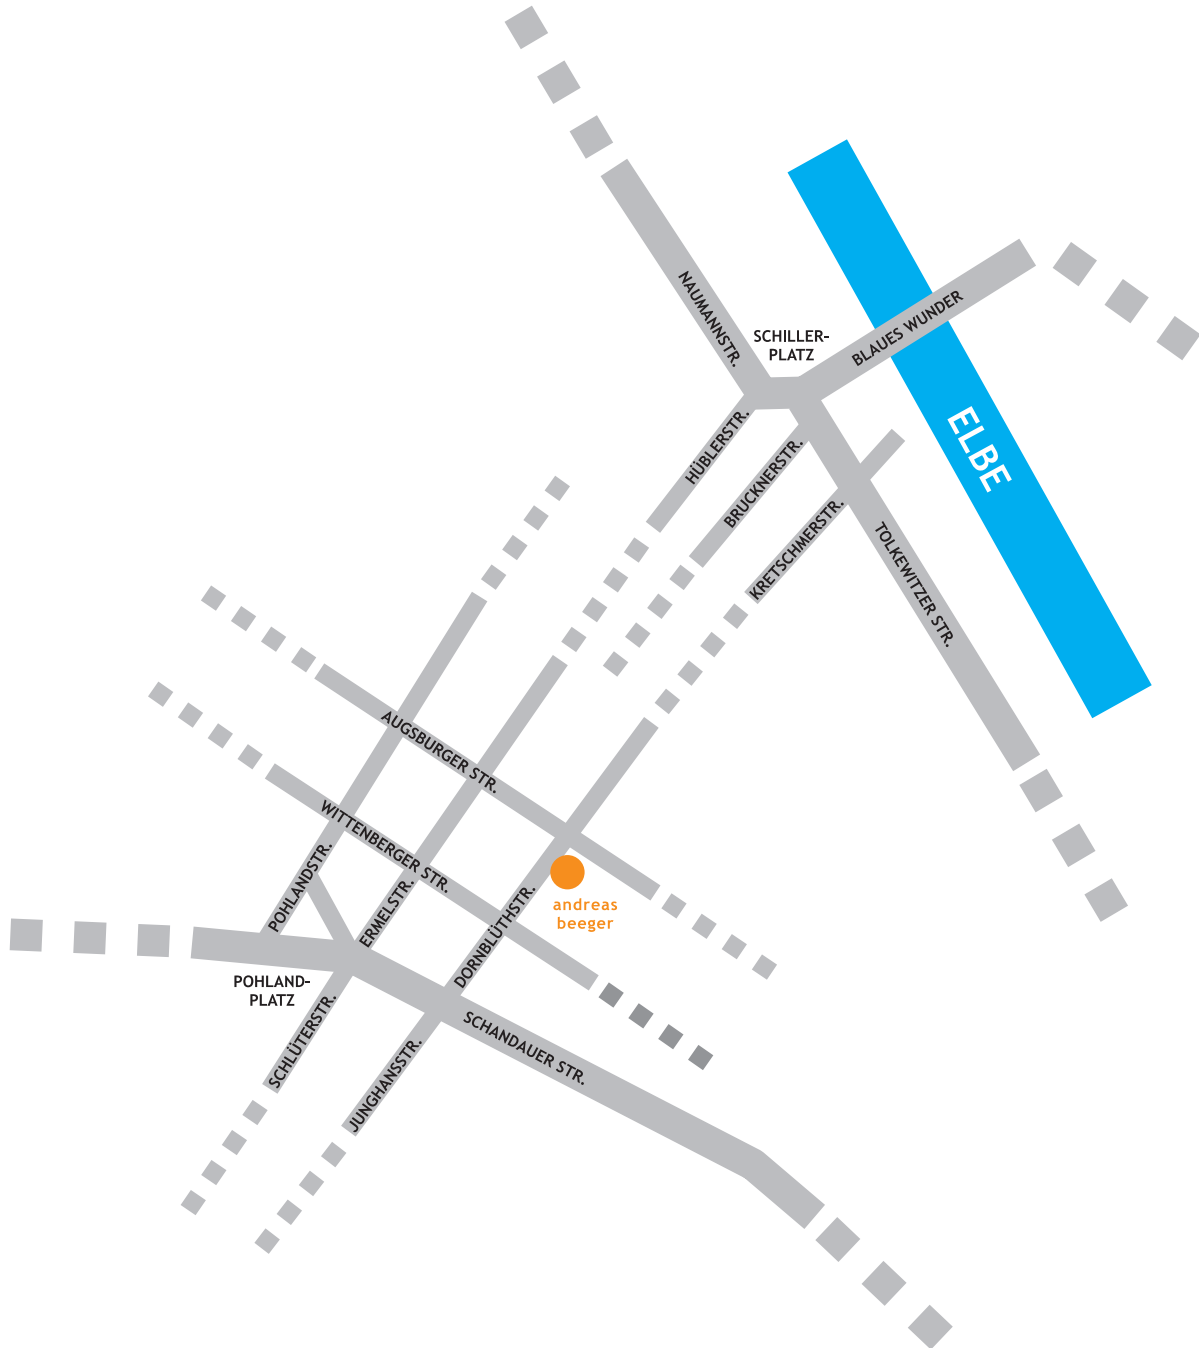 NAUMANNSTR.
BLAUES WUNDER
SCHILLER-
PLATZ
ELBE
HÜBLERSTR.
BRUCKNERSTR.
KRETSCHMERSTR.
TOLKEWITZER STR.
AUGSBURGER STR.
WITTENBERGER STR.
POHLANDSTR.
ERMELSTR.
DORNBLÜTHSTR.
andreas
beeger
POHLAND-
PLATZ
SCHLÜTERSTR.
JUNGHANSSTR.
SCHANDAUER STR.